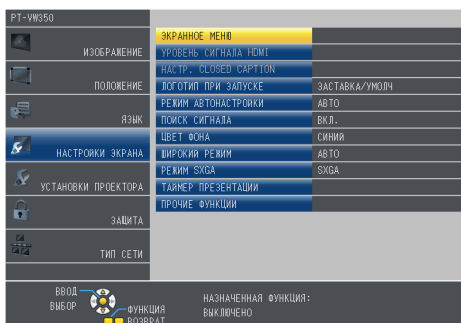 PT-VW350
ИЗОБРАЖЕНИЕ
ПОЛОЖЕНИЕ
ЯЗЫК
НАСТРОЙКИ ЭКРАНА
УСТАНОВКИ ПРОЕКТОРА
ЗАЩИТА
ТИП СЕТИ
ЭКРАННОЕ МЕНЮ
УРОВЕНЬ СИГНАЛА HDMI
НАСТР. CLOSED CAPTION
ЛОГОТИП ПРИ ЗАПУСКЕ ЗАСТАВКА/УМОЛЧ
РЕЖИМ АВТОНАСТРОЙКИ АВТО
ПОИСК СИГНАЛА ВКЛ.
ЦВЕТ ФОНА СИНИЙ
ШИРОКИЙ РЕЖИМ АВТО
РЕЖИМ SXGA SXGA
ТАЙМЕР ПРЕЗЕНТАЦИИ
ПРОЧИЕ ФУНКЦИИ
ВВОД
ВЫБОР
ФУНКЦИЯ
ВОЗВРАТ
НАЗНАЧЕННАЯ ФУНКЦИЯ:
ВЫКЛЮЧЕНО